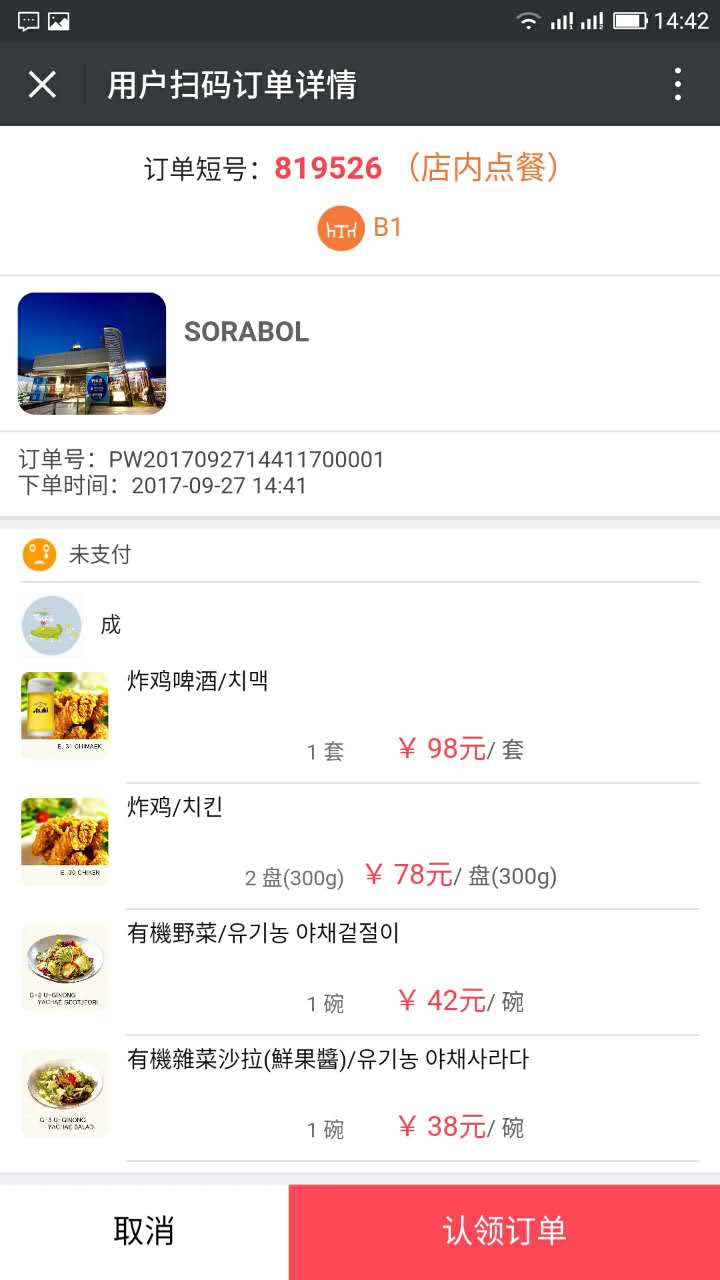 14:42
用户扫码订单详情
订单短号：819526（店内点餐）
B1
SORABOL
订单号：PW2017092714411700001
下单时间：2017-09-27 14:41
未支付
成
炸鸡啤酒/치맥
E. 31 CHIMAEK
1 套 ￥ 98元/ 套
炸鸡/치킨
E. 30 CHIKEN
2 盘(300g) ￥ 78元/ 盘(300g)
有機野菜/유기농 야채겉절이
G-2 U-GINONG
YACHAE GEOTJEORI
1 碗 ￥ 42元/ 碗
有機雜菜沙拉(鮮果醬)/유기농 야채사라다
G-3 U-GINONG
YACHAE SALAD
1 碗 ￥ 38元/ 碗
取消
认领订单